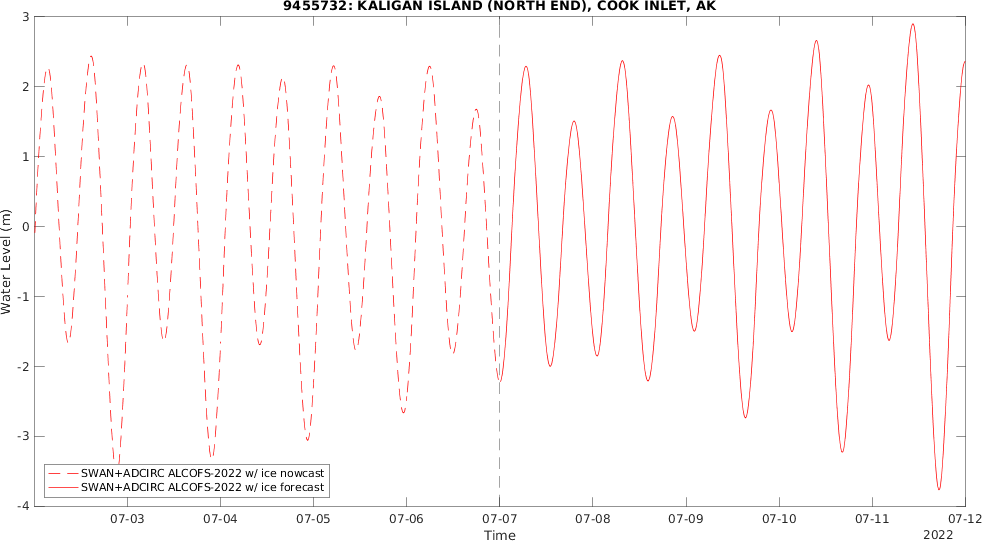 9455732: KALIGAN ISLAND (NORTH END), COOK INLET, AK
3
2
1
0
-1
-2
-3
-4
Water Level (m)
SWAN+ADCIRC ALCOFS-2022 w/ ice nowcast
SWAN+ADCIRC ALCOFS-2022 w/ ice forecast
07-03 07-04 07-05 07-06 07-07 07-08 07-09 07-10 07-11 07-12
Time
2022